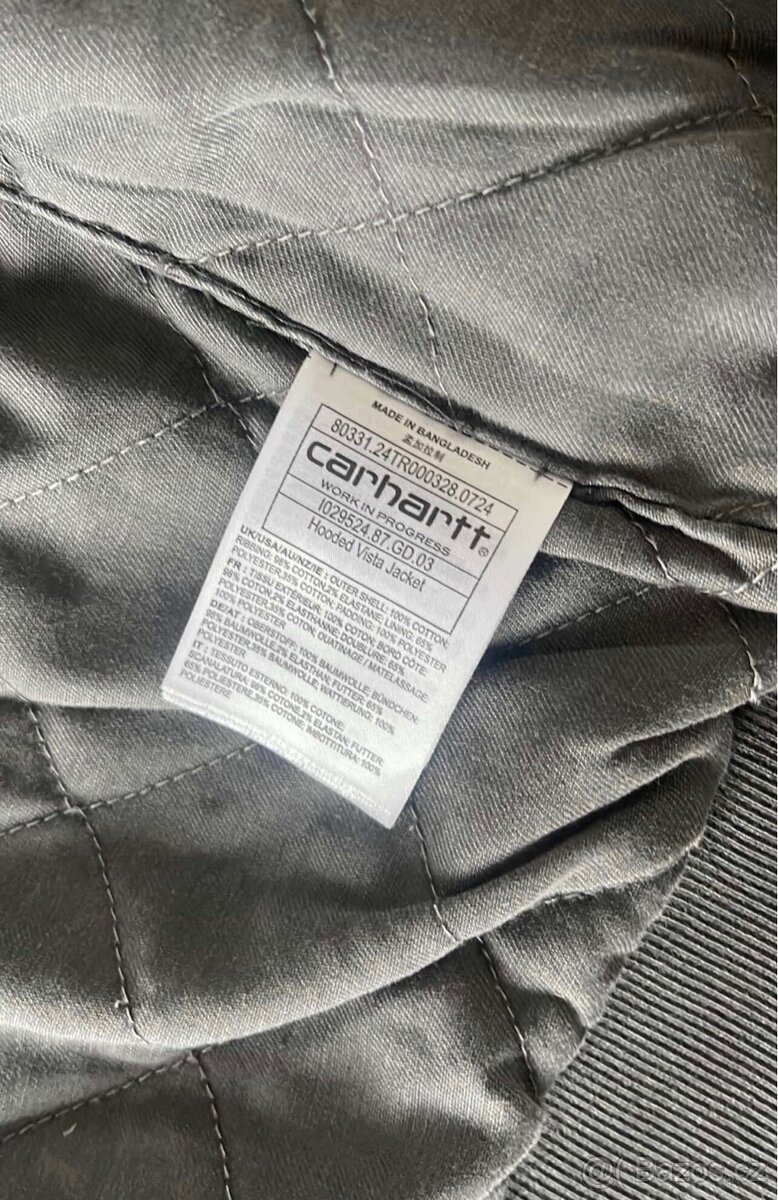 MADE IN BANGLADESH
孟加拉制
80331.24TR000328.0724
carhartt®
WORK IN PROGRESS
I029524.87.GD.03
Hooded Vista Jacket
UK/USA/AU/NZ/IE : OUTER SHELL: 100% COTTON,
RIBBING: 98% COTTON,2% ELASTANE, LINING: 65%
POLYESTER,35% COTTON, PADDING: 100% POLYESTER
FR : TISSU EXTÉRIEUR: 100% COTON, BORD CÔTE:
98% COTON,2% ÉLASTHANNE, DOUBLURE: 65%
POLYESTER,35% COTON, OUATINAGE / MATELASSAGE:
100% POLYESTER
DE/AT : OBERSTOFF: 100% BAUMWOLLE, BÜNDCHEN:
98% BAUMWOLLE,2% ELASTHAN, FUTTER: 65%
POLYESTER,35% BAUMWOLLE, WATTIERUNG: 100%
POLYESTER
IT : TESSUTO ESTERNO: 100% COTONE,
SCANALATURA: 98% COTONE,2% ELASTAN, FUTTER:
65% POLIESTERE,35% COTONE, IMBOTTITURA: 100%
POLIESTERE
Bazos.cz